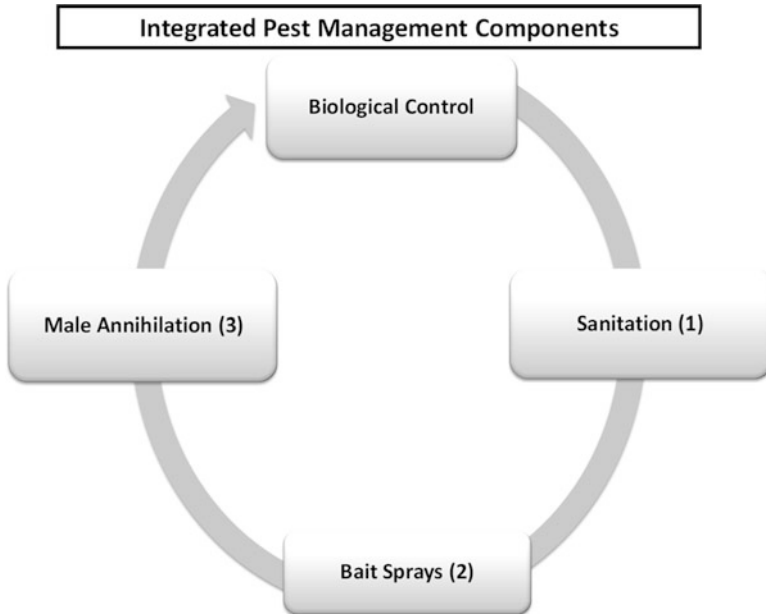 Integrated Pest Management Components
Biological Control
Male Annihilation (3)
Sanitation (1)
Bait Sprays (2)